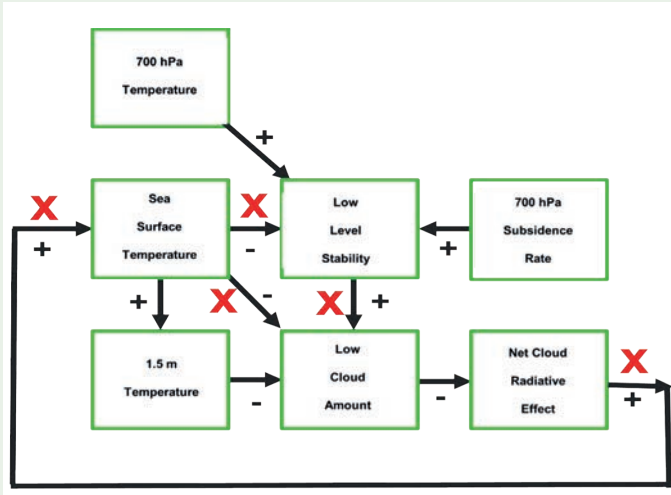 700 hPa
Temperature
+
X
+
Sea
Surface
Temperature
X
-
Low
Level
Stability
+
700 hPa
Subsidence
Rate
+
X
-
X
+
1.5 m
Temperature
-
Low
Cloud
Amount
-
Net Cloud
Radiative
Effect
X
+